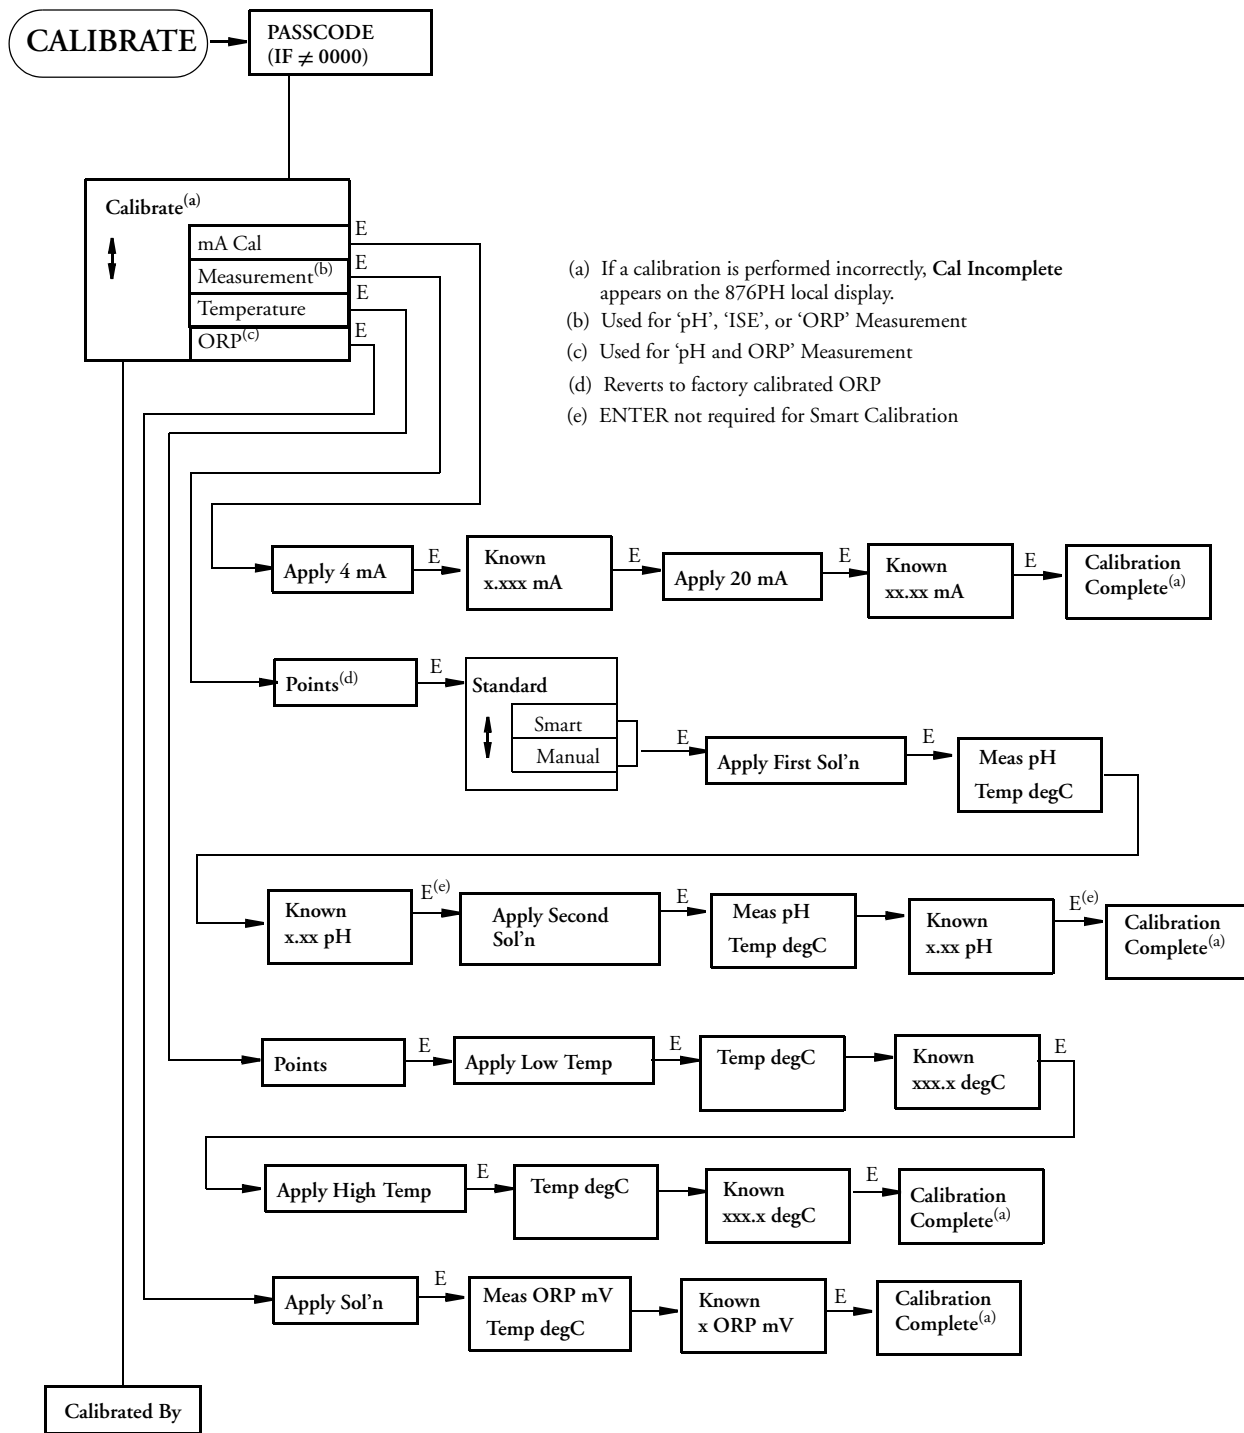 CALIBRATE
PASSCODE
(IF ≠ 0000)
Calibrate(a)
mA Cal
E
Measurement(b)
E
Temperature
E
ORP(c)
E
(a) If a calibration is performed incorrectly, Cal Incomplete
appears on the 876PH local display.
(b) Used for ‘pH’, ‘ISE’, or ‘ORP’ Measurement
(c) Used for ‘pH and ORP’ Measurement
(d) Reverts to factory calibrated ORP
(e) ENTER not required for Smart Calibration
Apply 4 mA
E
Known
x.xxx mA
E
Apply 20 mA
E
Known
xx.xx mA
E
Calibration
Complete(a)
Points(d)
E
Standard
Smart
Manual
E
Apply First Sol’n
E
Meas pH
Temp degC
Known
x.xx pH
E(e)
Apply Second
Sol’n
E
Meas pH
Temp degC
Known
x.xx pH
E(e)
Calibration
Complete(a)
Points
E
Apply Low Temp
E
Temp degC
Known
xxx.x degC
E
Apply High Temp
E
Temp degC
Known
xxx.x degC
E
Calibration
Complete(a)
Apply Sol’n
E
Meas ORP mV
Temp degC
Known
x ORP mV
E
Calibration
Complete(a)
Calibrated By